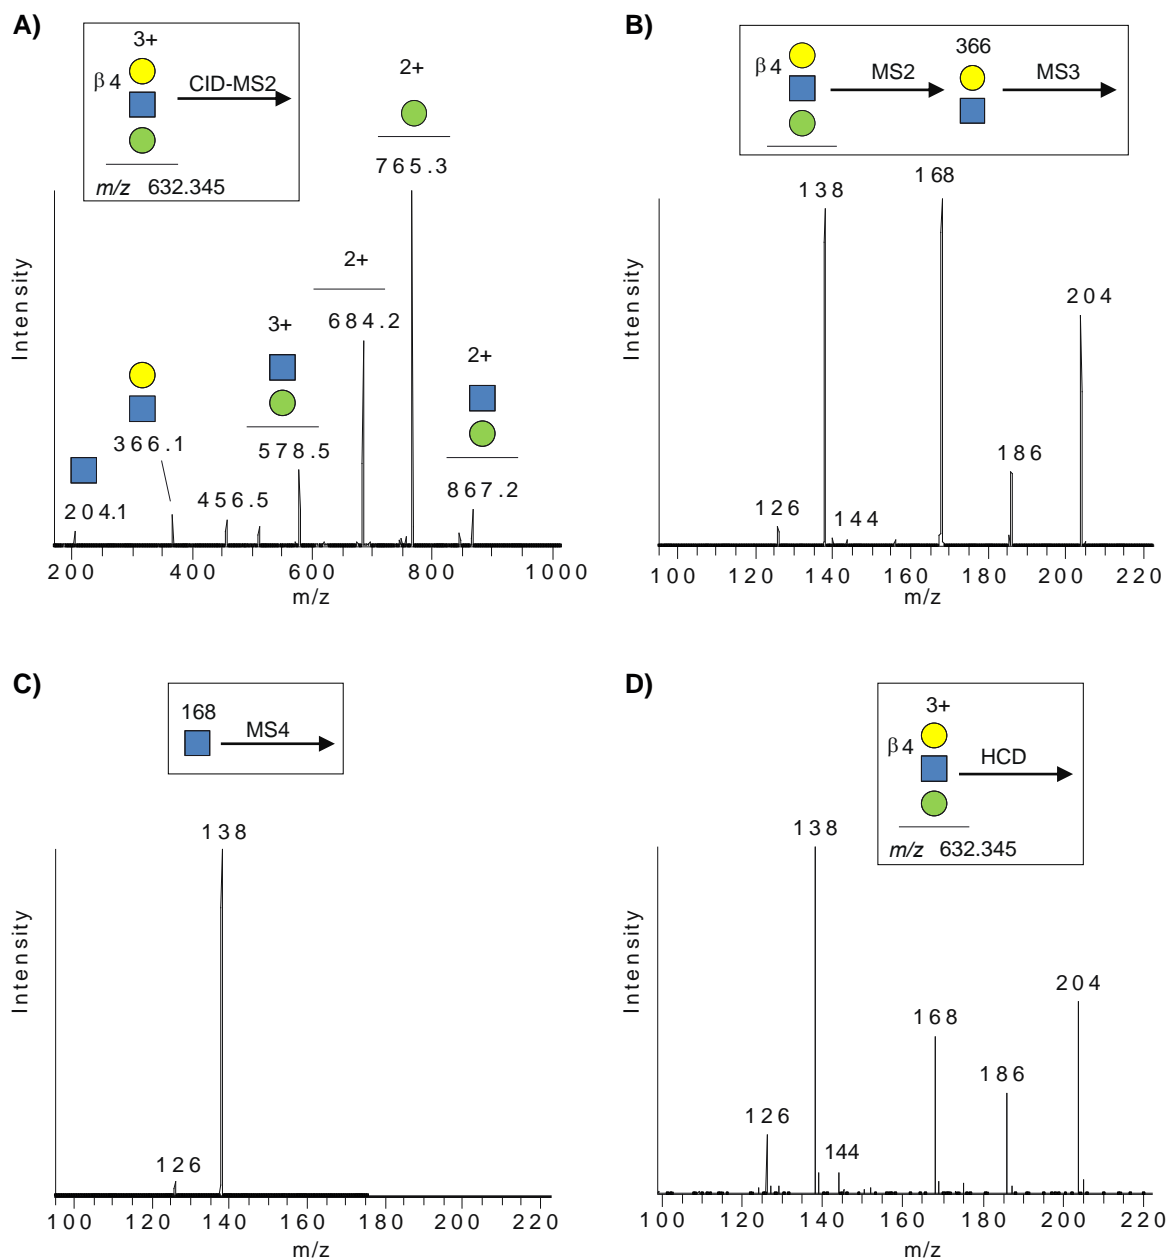 A)
3+
β4
CID-MS2
m/z 632.345
2+
765.3
2+
684.2
3+
578.5
2+
867.2
366.1
456.5
204.1
Intensity
200 400 600 800 1000
m/z
B)
β4
MS2
366
MS3
138
168
204
186
126
144
Intensity
100 120 140 160 180 200 220
m/z
C)
168
MS4
138
126
Intensity
100 120 140 160 180 200 220
m/z
D)
3+
β4
HCD
m/z 632.345
138
204
168
186
126
144
Intensity
100 120 140 160 180 200 220
m/z